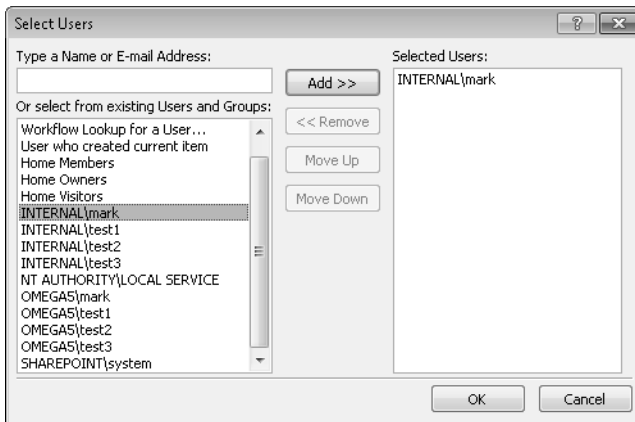 Select Users
Type a Name or E-mail Address:
Or select from existing Users and Groups:
Workflow Lookup for a User...
User who created current item
Home Members
Home Owners
Home Visitors
INTERNAL\mark
INTERNAL\test1
INTERNAL\test2
INTERNAL\test3
NT AUTHORITY\LOCAL SERVICE
OMEGA5\mark
OMEGA5\test1
OMEGA5\test2
OMEGA5\test3
SHAREPOINT\system
Add >>
<< Remove
Move Up
Move Down
Selected Users:
INTERNAL\mark
OK
Cancel